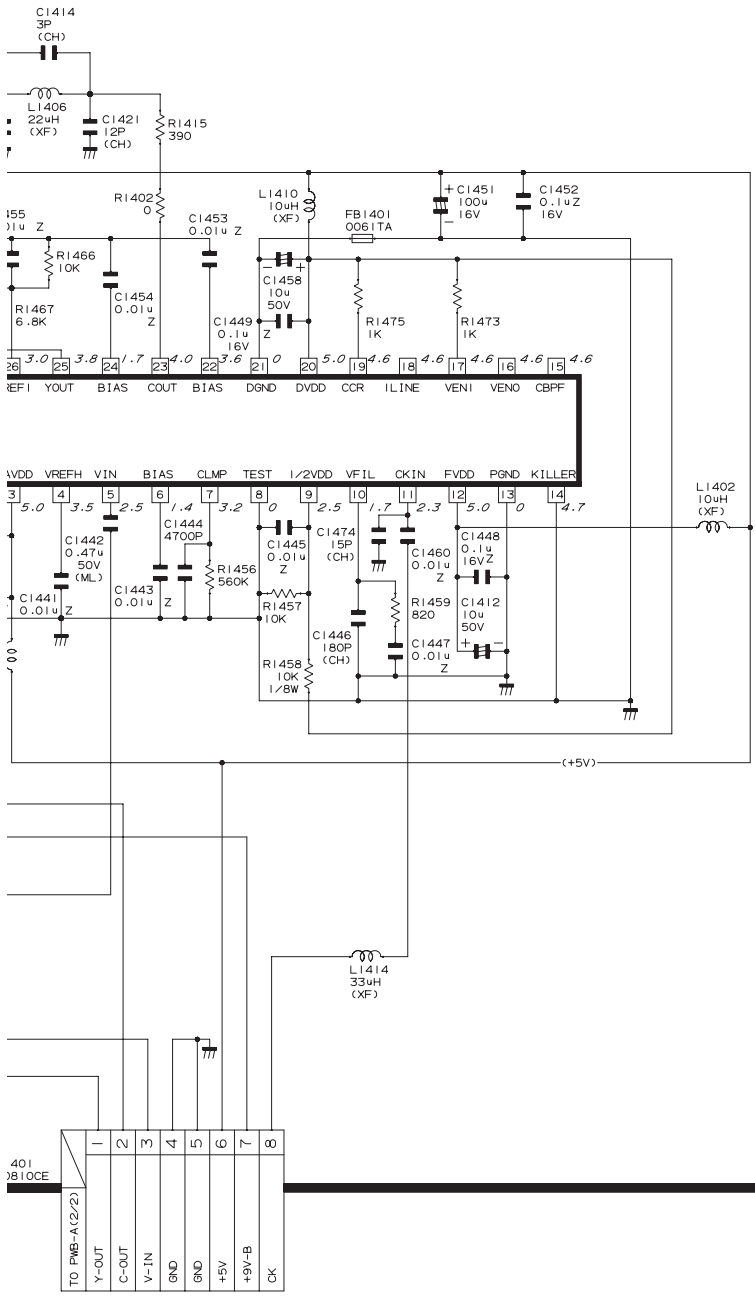 C1414
3P
(CH)
L1406
22uH
(XF)
C1421
12P
(CH)
R1415
390
R1402
0
L1410
10uH
(XF)
C1451
100u
16V
+
-
C1452
0.1uZ
16V
FB1401
0061TA
455
01u Z
R1466
10K
C1453
0.01u Z
C1454
0.01u
Z
- +
C1458
10u
50V
R1467
6.8K
C1449
0.1u Z
16V
R1475
1K
R1473
1K
26 3.0 25 3.8 24 1.7 23 4.0 22 3.6 21 0 20 5.0 19 4.6 18 4.6 17 4.6 16 4.6 15 4.6
REFI YOUT BIAS COUT BIAS DGND DVDD CCR ILINE VENI VENO CBPF
AVDD VREFH VIN BIAS CLMP TEST 1/2VDD VFIL CKIN FVDD PGND KILLER
3 5.0 4 3.5 5 2.5 6 1.4 7 3.2 8 0 9 2.5 10 1.7 11 2.3 12 5.0 13 0 14 4.7
L1402
10uH
(XF)
C1442
0.47u
50V
(ML)
C1444
4700P
C1445
0.01u
Z
C1474
15P
(CH)
C1460
0.01u
Z
C1448
0.1u
16VZ
C1441
0.01u Z
C1443
0.01u Z
R1456
560K
R1457
10K
R1459
820
C1412
10u
50V
+ -
C1446
180P
(CH)
C1447
0.01u
Z
R1458
10K
1/8W
(+5V)
L1414
33uH
(XF)
401
0810CE
TO PWB-A(2/2)
1 2 3 4 5 6 7 8
Y-OUT
C-OUT
V-IN
GND
GND
+5V
+9V-B
CK